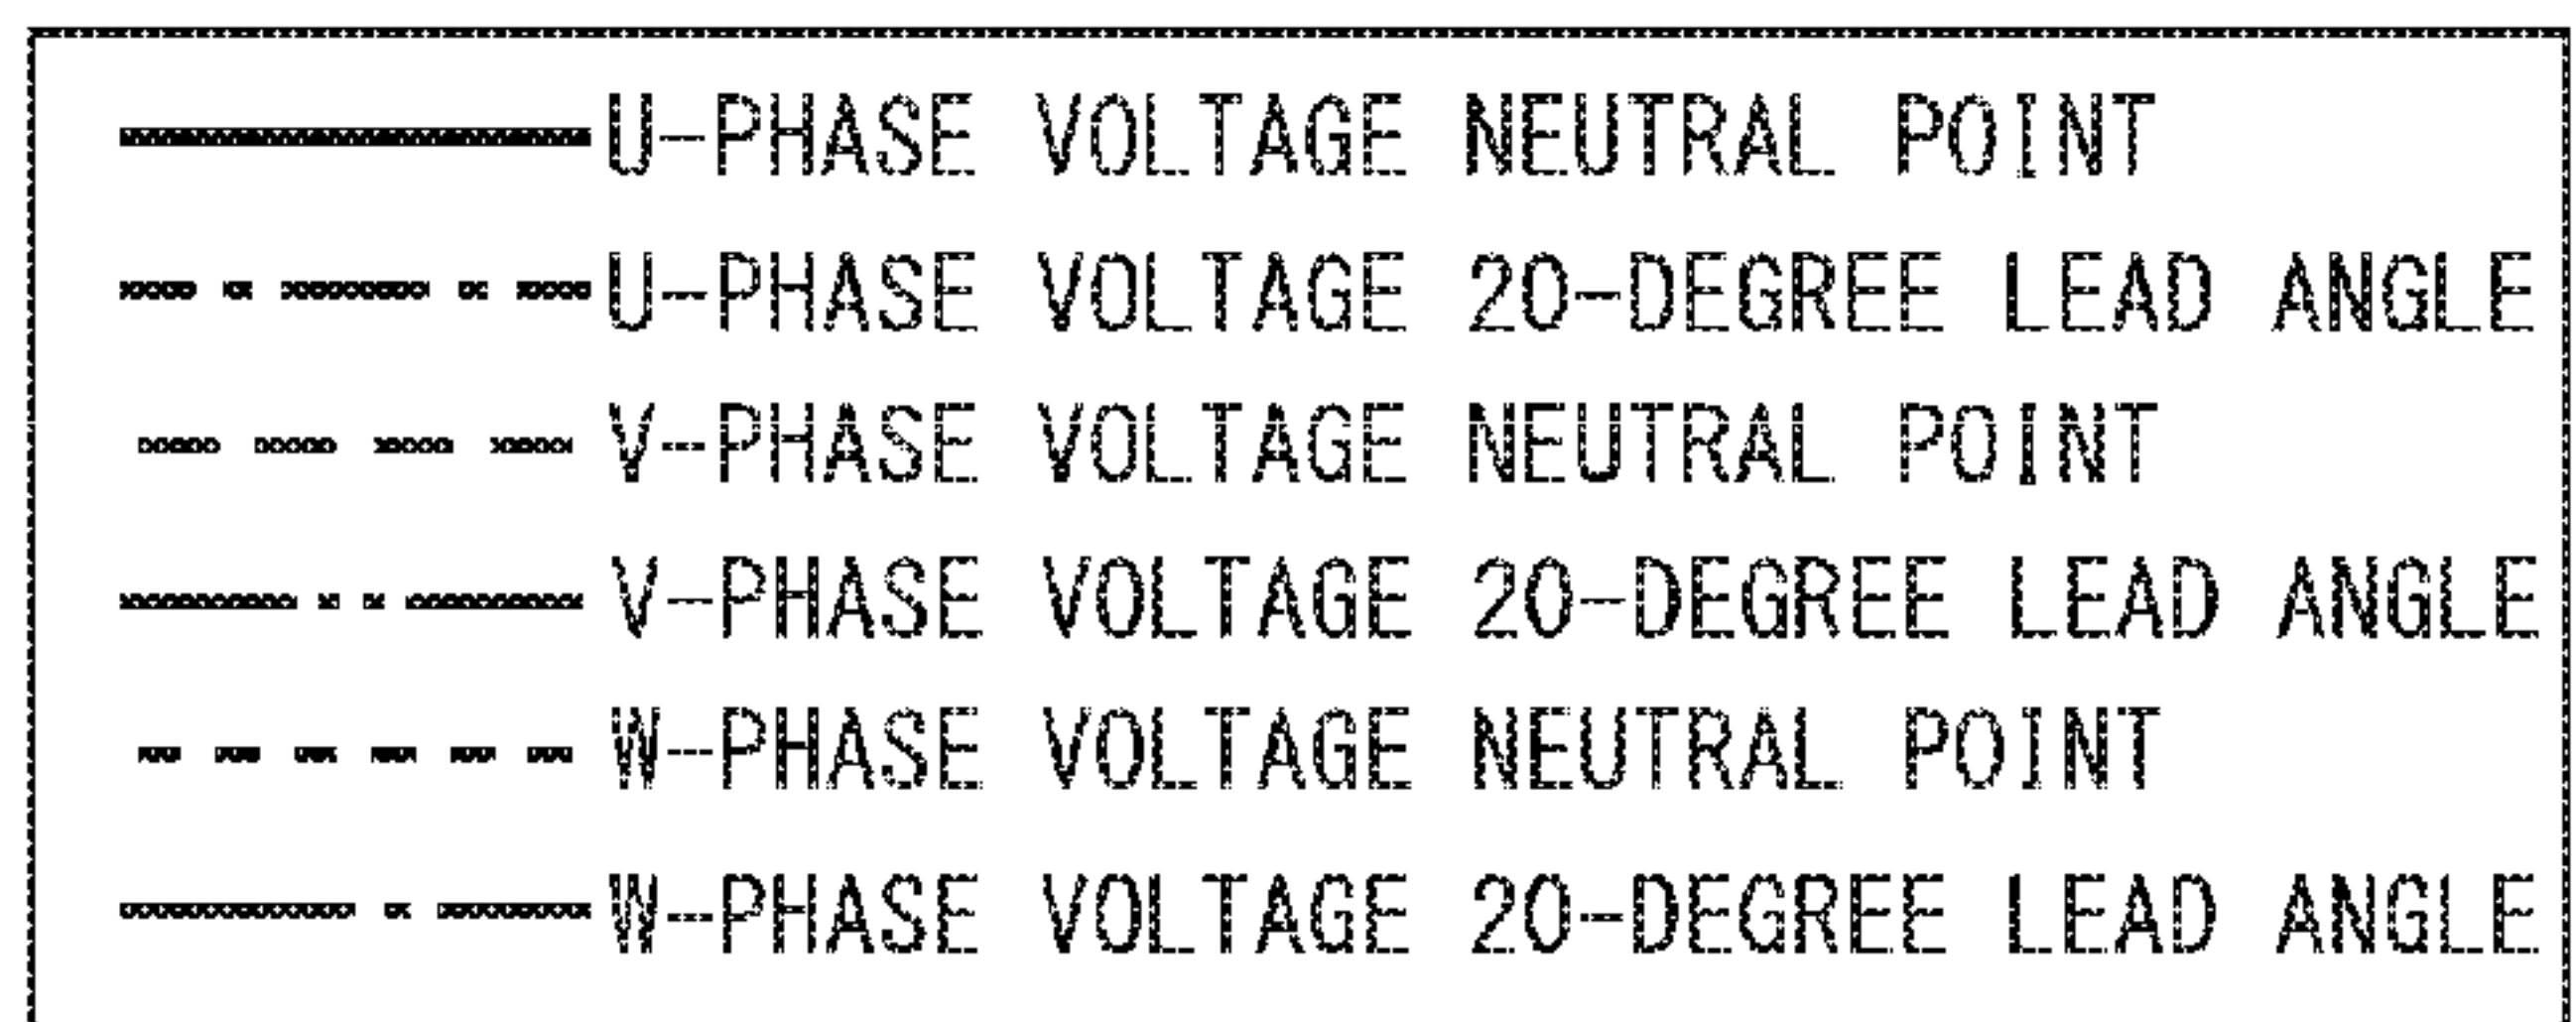 U-PHASE VOLTAGE NEUTRAL POINT
U-PHASE VOLTAGE 20-DEGREE LEAD ANGLE
V-PHASE VOLTAGE NEUTRAL POINT
V-PHASE VOLTAGE 20-DEGREE LEAD ANGLE
W-PHASE VOLTAGE NEUTRAL POINT
W-PHASE VOLTAGE 20-DEGREE LEAD ANGLE